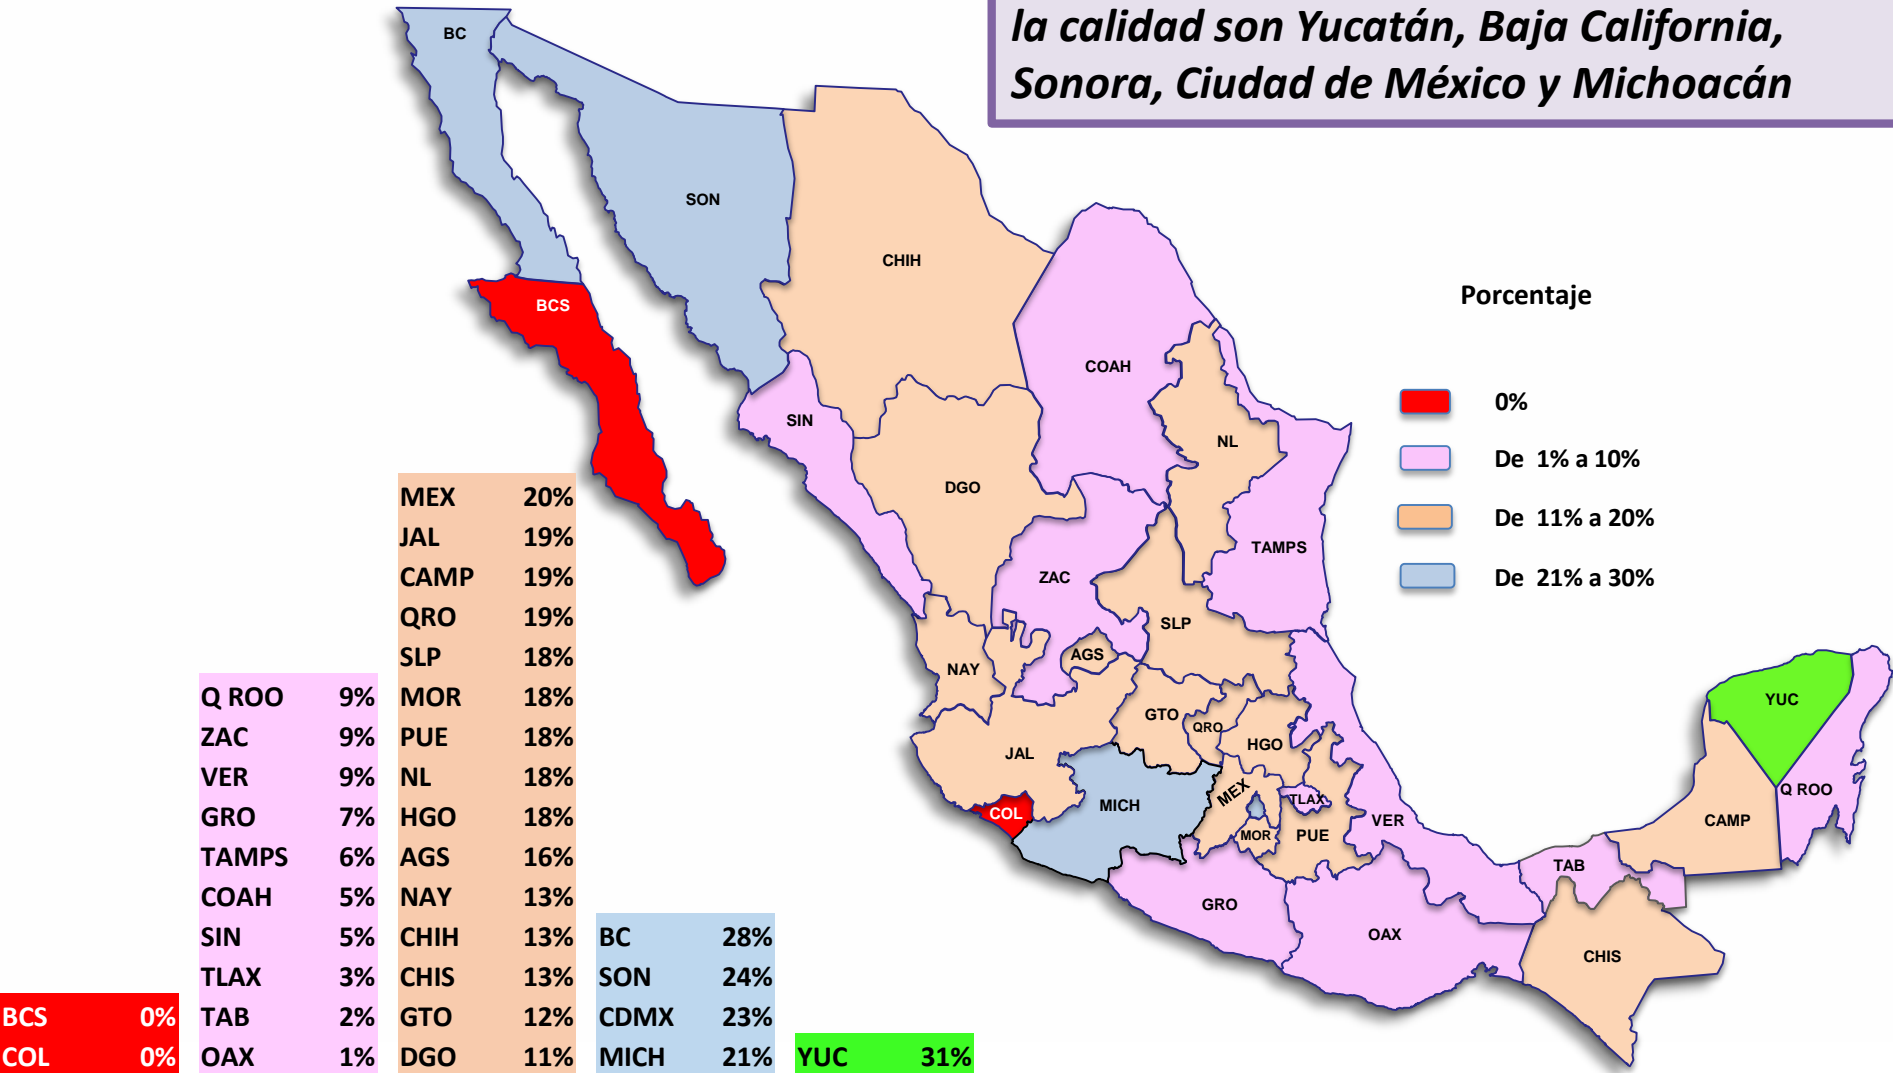 la calidad son Yucatán, Baja California,
Sonora, Ciudad de México y Michoacán
BC
SON
CHIH
BCS
COAH
SIN
NL
DGO
TAMPS
ZAC
SLP
AGS
NAY
GTO
QRO
HGO
JAL
MEX
TLAX
MICH
COL
MOR
PUE
VER
GRO
OAX
TAB
CHIS
CAMP
YUC
Q ROO
Porcentaje
0%
De 1% a 10%
De 11% a 20%
De 21% a 30%
BCS 0%
COL 0%
Q ROO 9%
ZAC 9%
VER 9%
GRO 7%
TAMPS 6%
COAH 5%
SIN 5%
TLAX 3%
TAB 2%
OAX 1%
MEX 20%
JAL 19%
CAMP 19%
QRO 19%
SLP 18%
MOR 18%
PUE 18%
NL 18%
HGO 18%
AGS 16%
NAY 13%
CHIH 13%
CHIS 13%
GTO 12%
DGO 11%
BC 28%
SON 24%
CDMX 23%
MICH 21%
YUC 31%